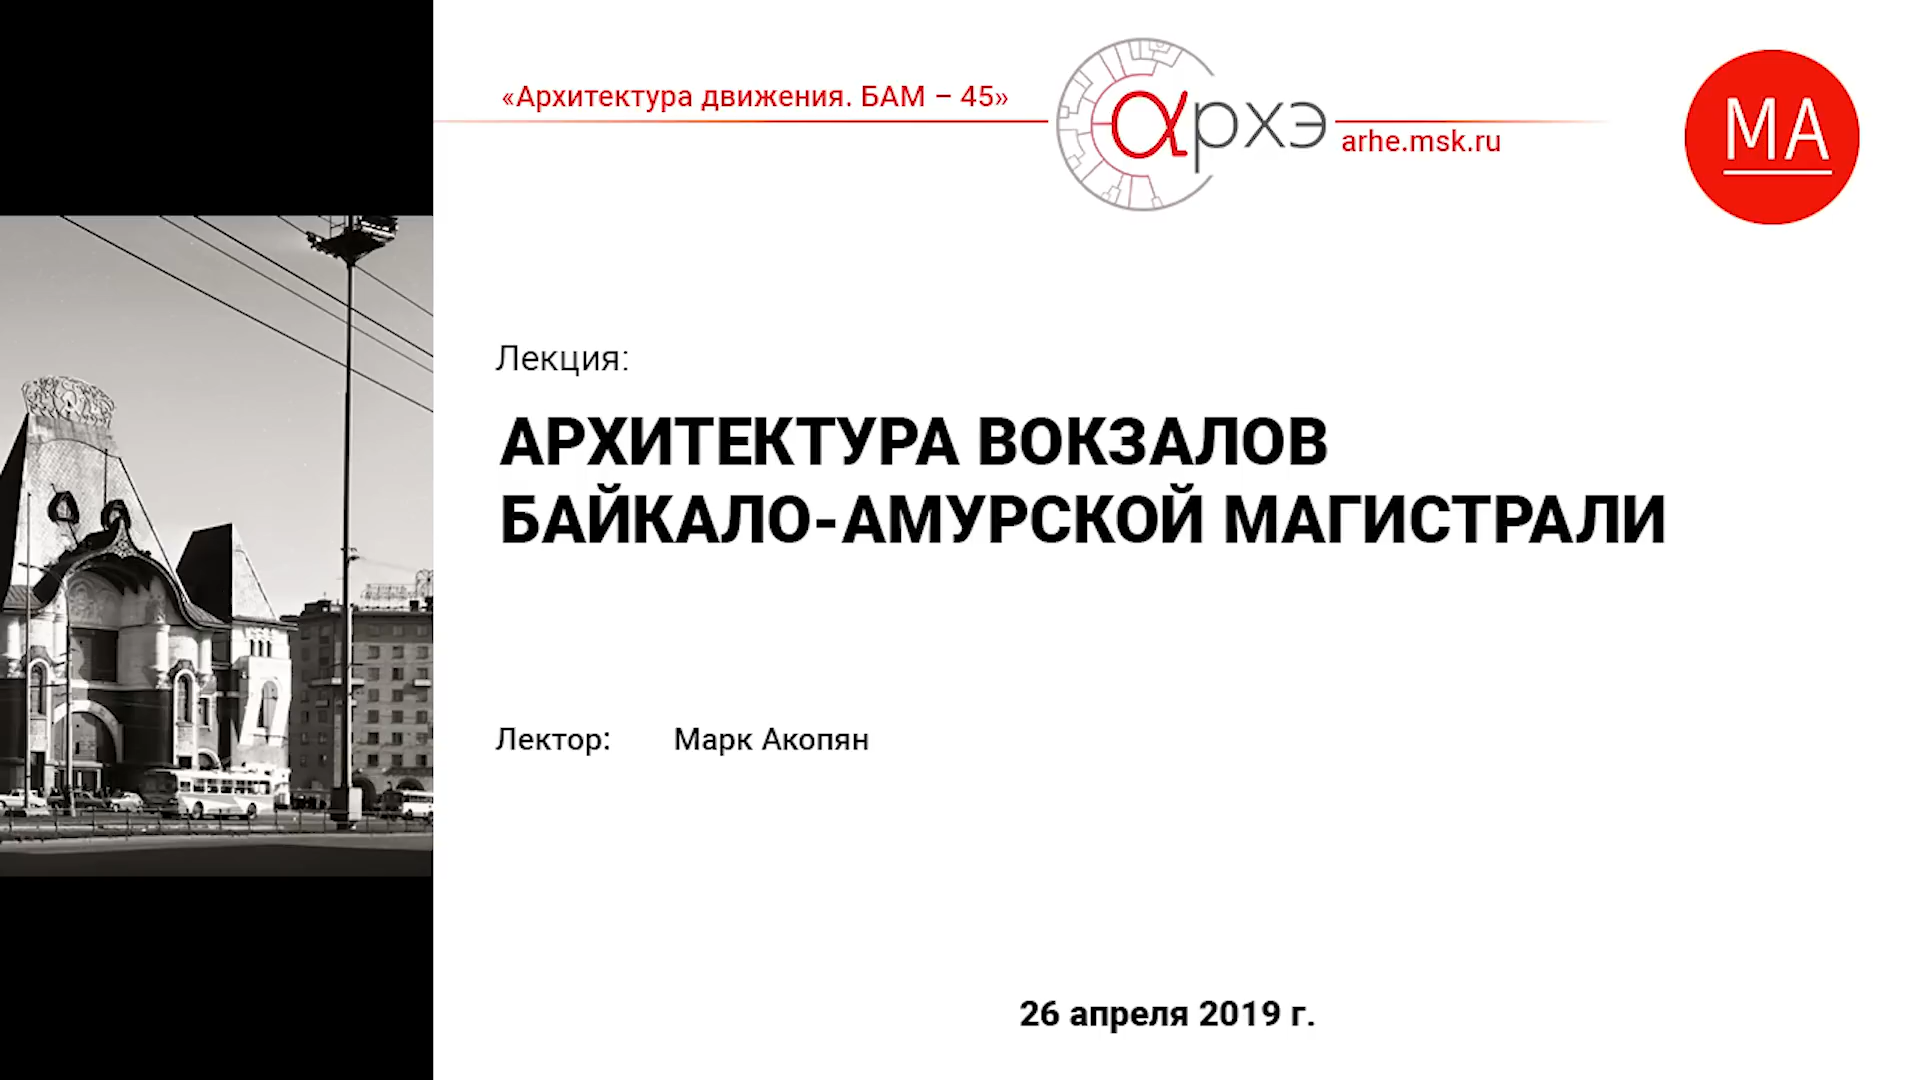 «Архитектура движения. БАМ – 45»
αрхэ
arhe.msk.ru
МА
Лекция:
АРХИТЕКТУРА ВОКЗАЛОВ
БАЙКАЛО-АМУРСКОЙ МАГИСТРАЛИ
Лектор: Марк Акопян
26 апреля 2019 г.